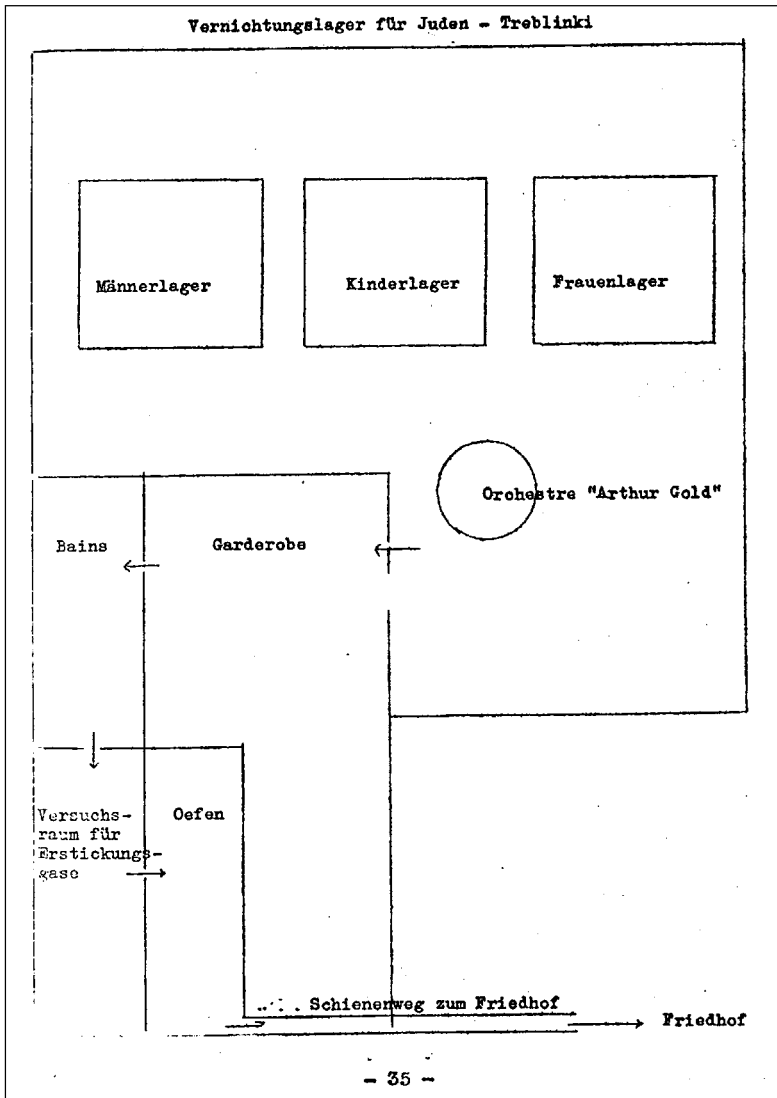 Vernichtungslager für Juden - Treblinki
Männerlager
Kinderlager
Frauenlager
Orchestre "Arthur Gold"
Bains
Garderobe
Versuchs-
raum für
Erstickungs-
gase
Oefen
Schienenweg zum Friedhof
Friedhof
- 35 -